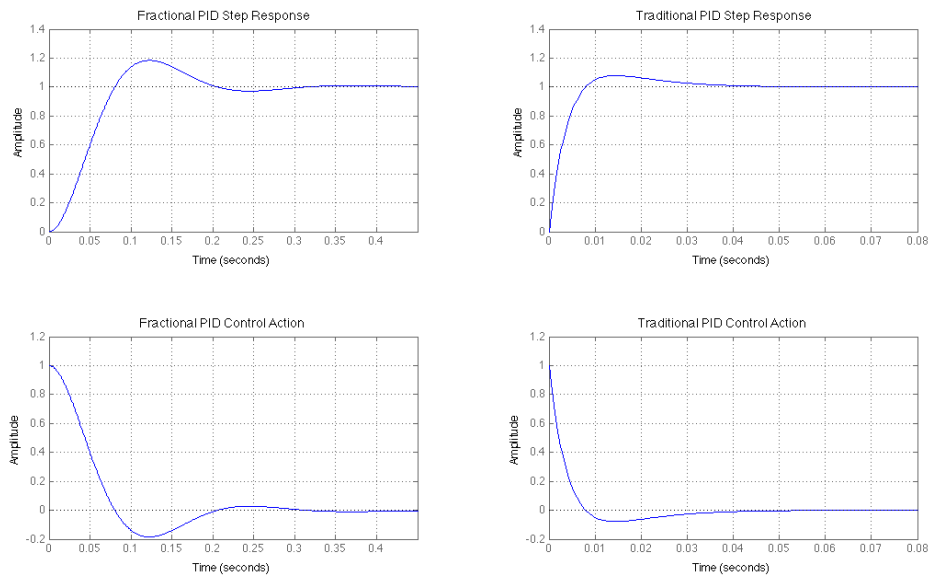 Fractional PID Step Response
1.4
1.2
1
0.8
0.6
0.4
0.2
0
Amplitude
0 0.05 0.1 0.15 0.2 0.25 0.3 0.35 0.4
Time (seconds)
Traditional PID Step Response
1.4
1.2
1
0.8
0.6
0.4
0.2
0
Amplitude
0 0.01 0.02 0.03 0.04 0.05 0.06 0.07 0.08
Time (seconds)
Fractional PID Control Action
1.2
1
0.8
0.6
0.4
0.2
0
-0.2
Amplitude
0 0.05 0.1 0.15 0.2 0.25 0.3 0.35 0.4
Time (seconds)
Traditional PID Control Action
1.2
1
0.8
0.6
0.4
0.2
0
-0.2
Amplitude
0 0.01 0.02 0.03 0.04 0.05 0.06 0.07 0.08
Time (seconds)